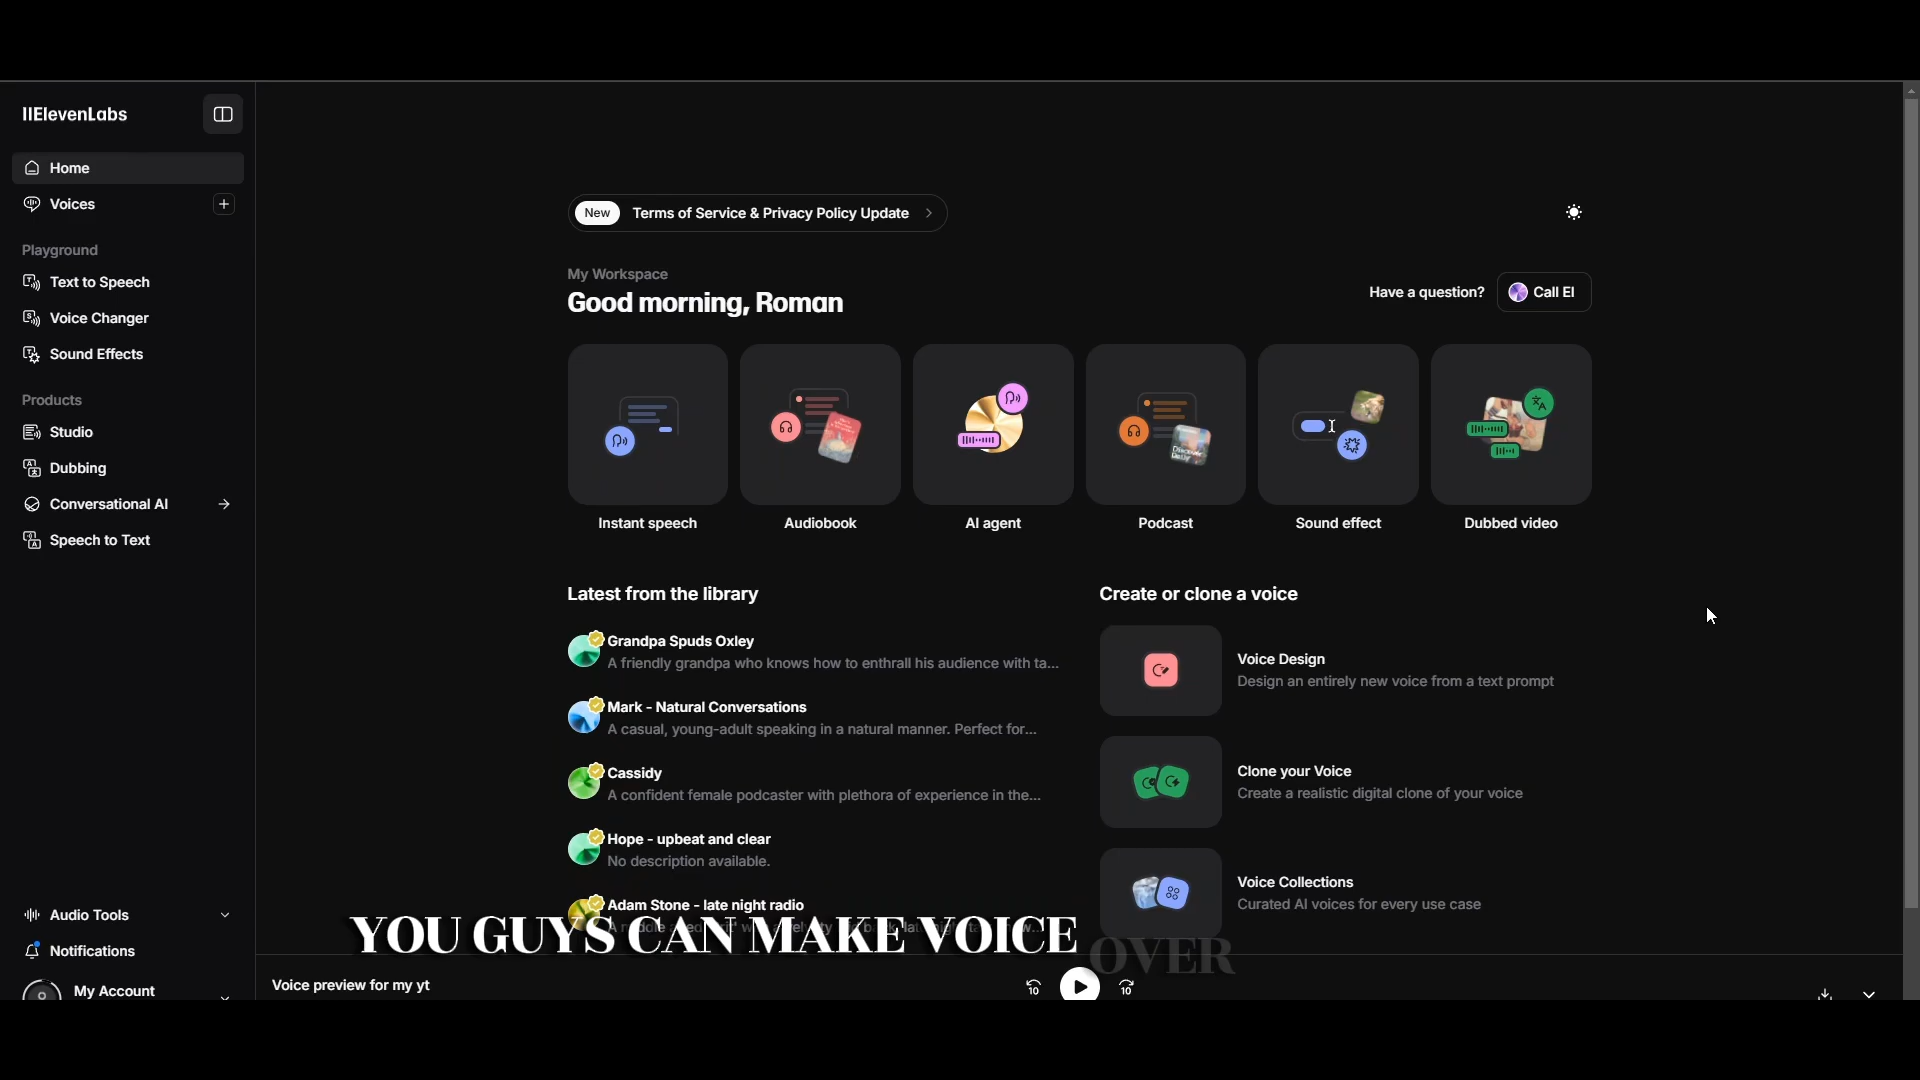 IIElevenLabs
Home
Voices
Playground
Text to Speech
Voice Changer
Sound Effects
Products
Studio
Dubbing
Conversational AI
Speech to Text
Audio Tools
Notifications
My Account
New Terms of Service & Privacy Policy Update
My Workspace
Good morning, Roman
Have a question? Call EI
Instant speech
Audiobook
AI agent
Podcast
Sound effect
Dubbed video
Latest from the library
Grandpa Spuds Oxley
A friendly grandpa who knows how to enthrall his audience with ta...
Mark - Natural Conversations
A casual, young-adult speaking in a natural manner. Perfect for...
Cassidy
A confident female podcaster with plethora of experience in the...
Hope - upbeat and clear
No description available.
Adam Stone - late night radio
Create or clone a voice
Voice Design
Design an entirely new voice from a text prompt
Clone your Voice
Create a realistic digital clone of your voice
Voice Collections
Curated AI voices for every use case
YOU GUYS CAN MAKE VOICE OVER
Voice preview for my yt
10
10